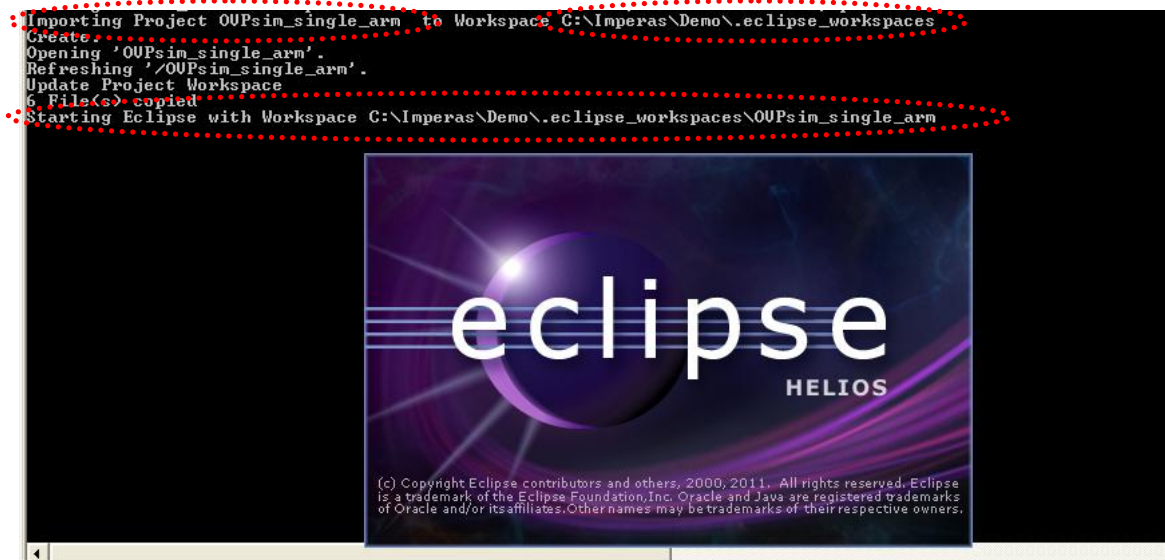 Importing Project OVPsim_single_arm to Workspace C:\Imperas\Demo\.eclipse_workspaces
Create.
Opening 'OVPsim_single_arm'.
Refreshing '/OVPsim_single_arm'.
Update Project Workspace
6 File(s) copied
Starting Eclipse with Workspace C:\Imperas\Demo\.eclipse_workspaces\OVPsim_single_arm
eclipse
HELIOS
(c) Copyright Eclipse contributors and others, 2000, 2011. All rights reserved. Eclipse
is a trademark of the Eclipse Foundation,Inc. Oracle and Java are registered trademarks
of Oracle and/or itsaffiliates.Other names may be trademarks of their respective owners.